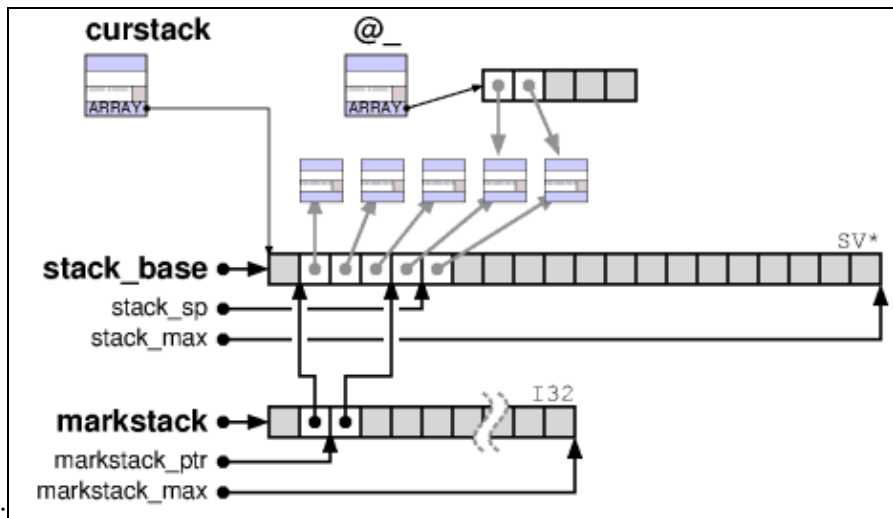 curstack
@_
ARRAY
ARRAY
SV*
stack_base
stack_sp
stack_max
I32
markstack
markstack_ptr
markstack_max
.